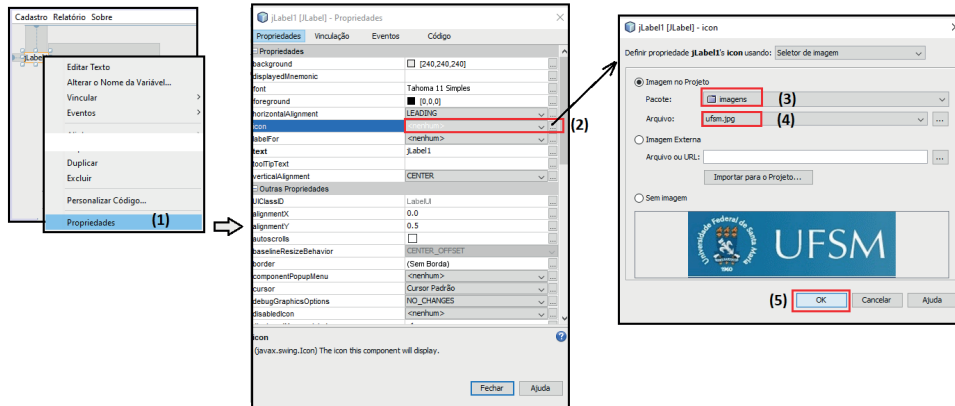 Cadastro Relatório Sobre
jLabel1
Editar Texto
Alterar o Nome da Variável...
Vincular
Eventos
Duplicar
Excluir
Personalizar Código...
Propriedades (1)
jLabel1 [JLabel] - Propriedades
Propriedades Vinculação Eventos Código
Propriedades
background [240,240,240]
displayedMnemonic
font Tahoma 11 Simples
foreground [0,0,0]
horizontalAlignment LEADING
icon <nenhum> (2)
labelFor <nenhum>
text jLabel1
toolTipText
verticalAlignment CENTER
Outras Propriedades
UIClassID LabelUI
alignmentX 0.0
alignmentY 0.5
autoscrolls
baselineResizeBehavior CENTER_OFFSET
border (Sem Borda)
componentPopupMenu <nenhum>
cursor Cursor Padrão
debugGraphicsOptions NO_CHANGES
disabledIcon <nenhum>
icon
(javax.swing.Icon) The icon this component will display.
Fechar Ajuda
jLabel1 [JLabel] - icon
Definir propriedade jLabel1's icon usando: Seletor de imagem
Imagem no Projeto
Pacote: imagens (3)
Arquivo: ufsm.jpg (4)
Imagem Externa
Arquivo ou URL:
Importar para o Projeto...
Sem imagem
Universidade Federal de Santa Maria
1960
UFSM
(5) OK Cancelar Ajuda